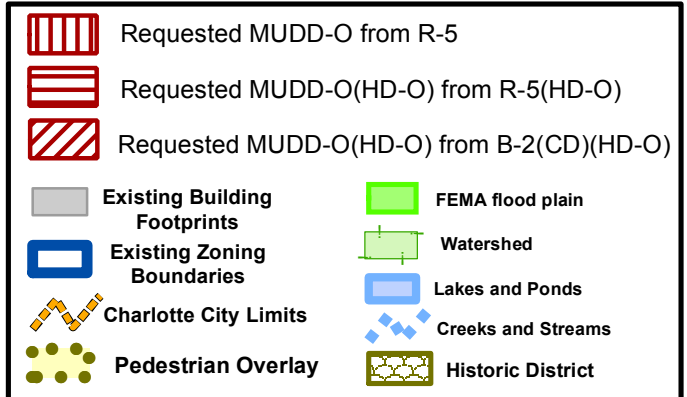 Requested MUDD-O from R-5
Requested MUDD-O(HD-O) from R-5(HD-O)
Requested MUDD-O(HD-O) from B-2(CD)(HD-O)
Existing Building
Footprints
Existing Zoning
Boundaries
Charlotte City Limits
Pedestrian Overlay
FEMA flood plain
Watershed
Lakes and Ponds
Creeks and Streams
Historic District